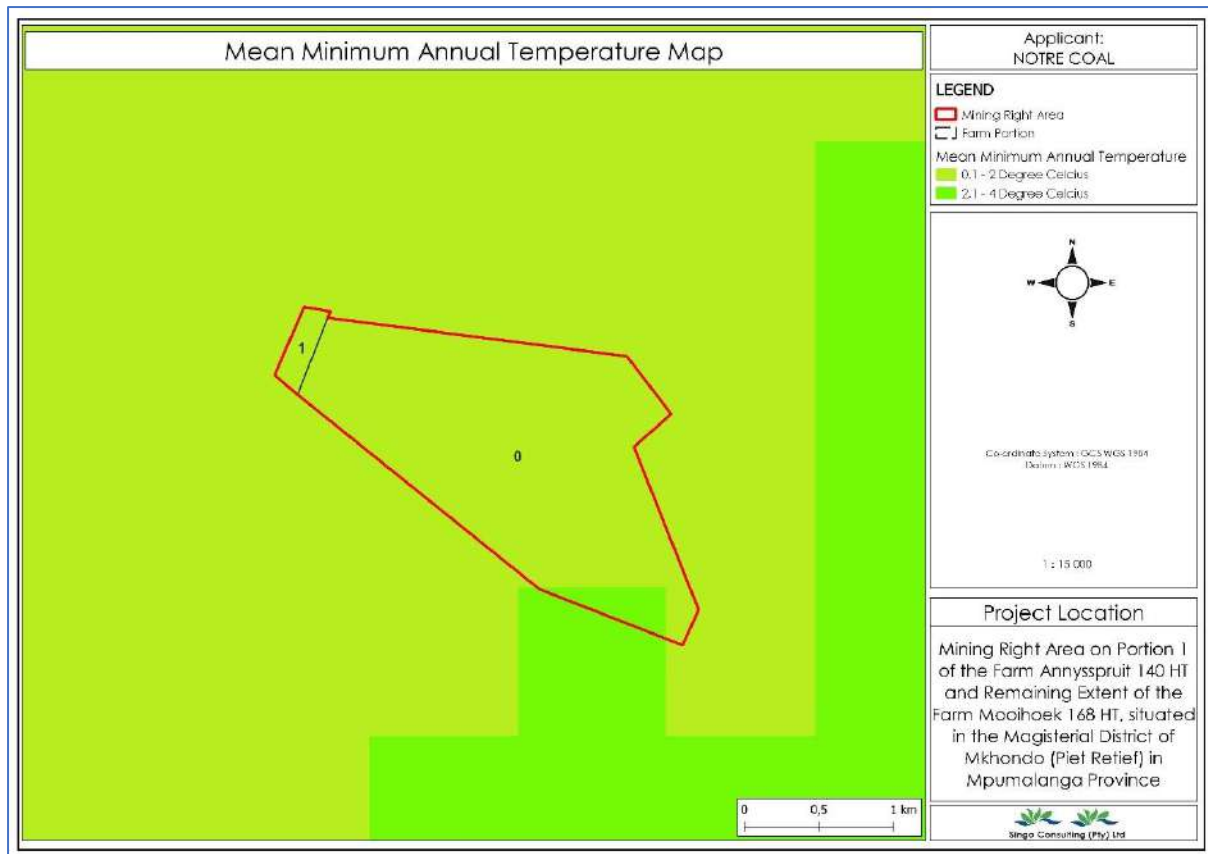 Mean Minimum Annual Temperature Map
1
0
0
0,5
1 km
Applicant:
NOTRE COAL
LEGEND
Mining Right Area
Farm Portion
Mean Minimum Annual Temperature
0.1 - 2 Degree Celcius
2.1 - 4 Degree Celcius
N
W
E
S
Co-ordinate System : GCS WGS 1984
Datum : WGS 1984
1 : 15 000
Project Location
Mining Right Area on Portion 1
of the Farm Annysspruit 140 HT
and Remaining Extent of the
Farm Mooihoek 168 HT, situated
in the Magisterial District of
Mkhondo (Piet Retief) in
Mpumalanga Province
Singo Consulting (Pty) Ltd